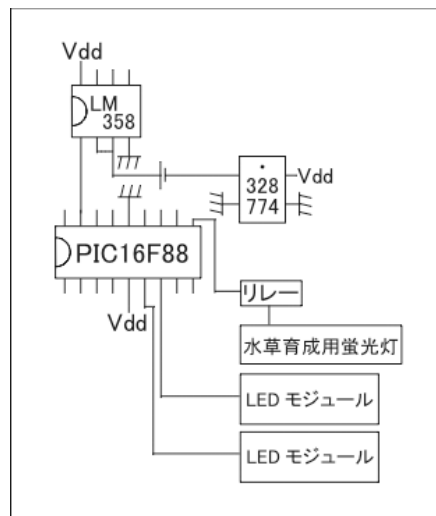 Vdd
LM
358
328
774
Vdd
PIC16F88
Vdd
リレー
水草育成用蛍光灯
LED モジュール
LED モジュール